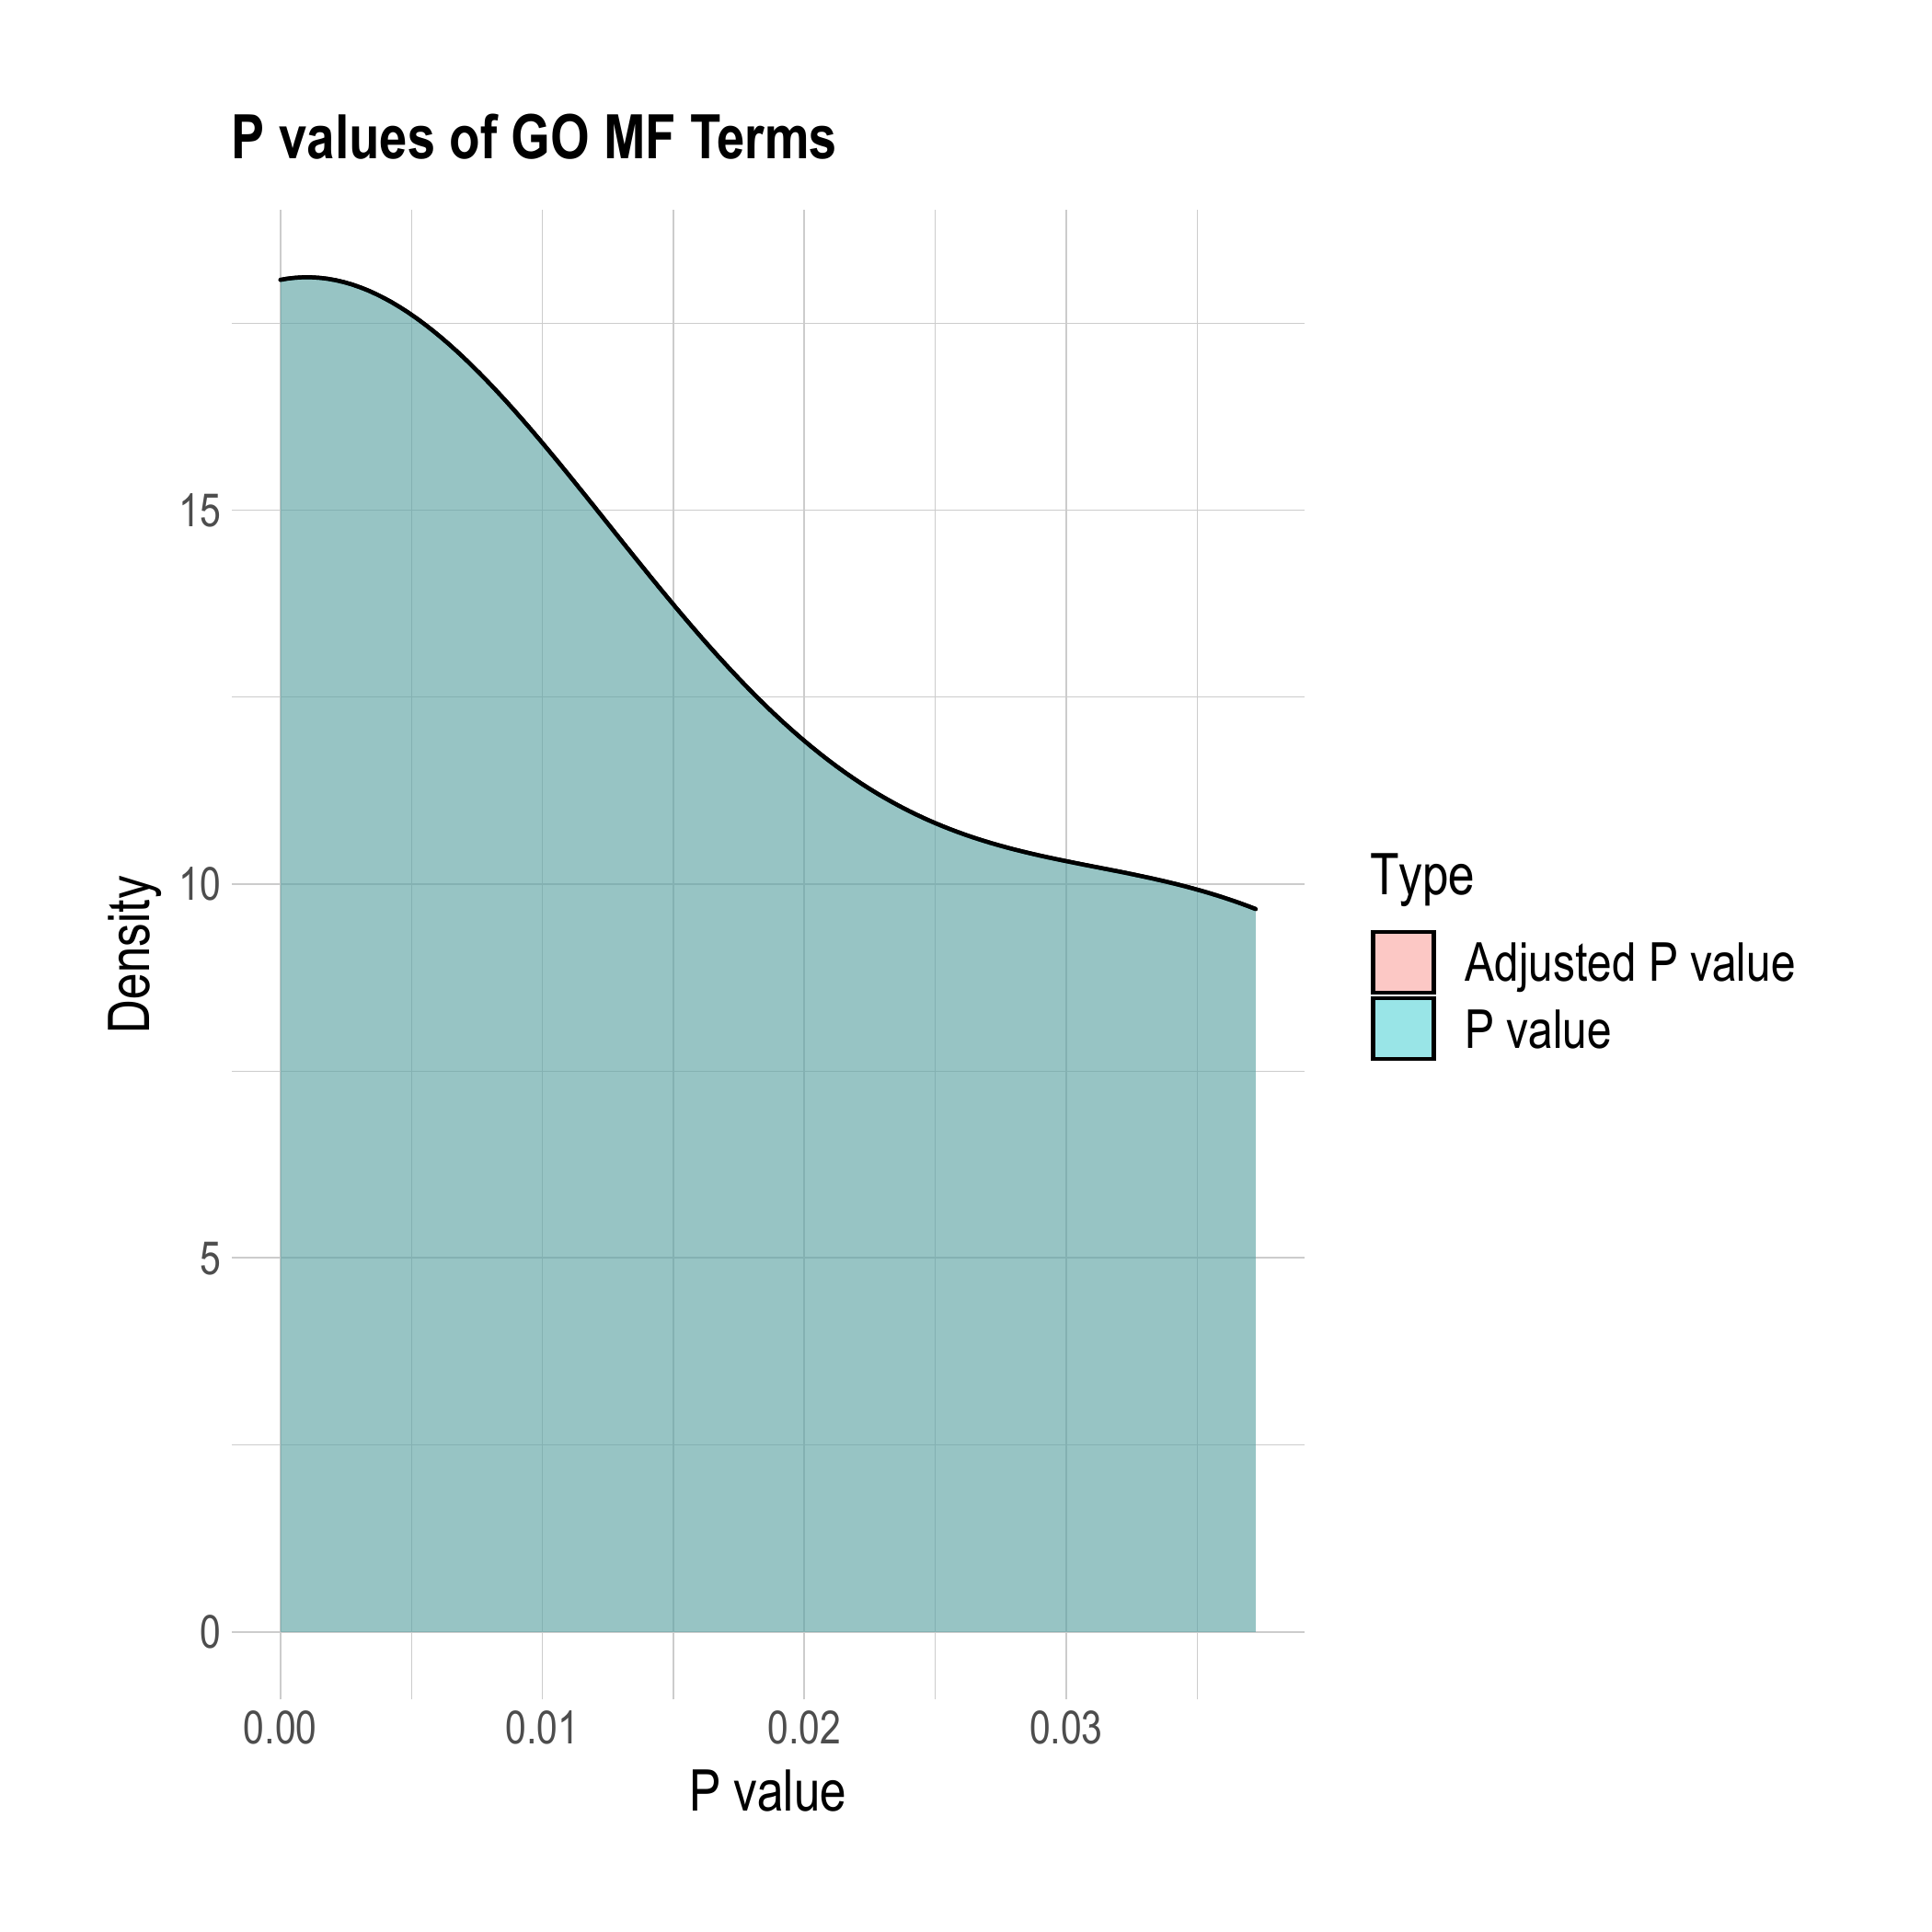 P values of GO MF Terms
15
10
5
0
Density
0.00 0.01 0.02 0.03
P value
Type
Adjusted P value
P value